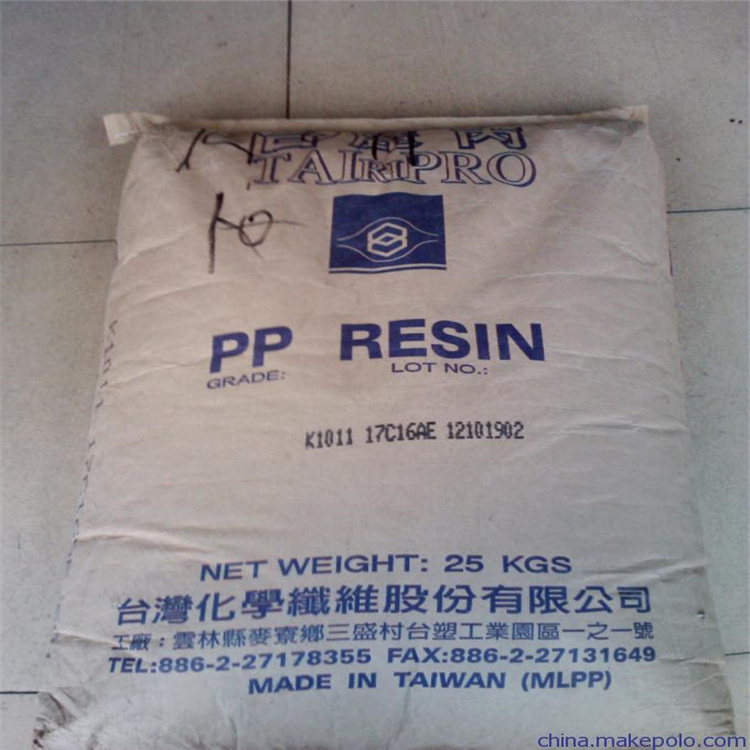 TAIRIPRO
PP RESIN
GRADE: LOT NO.:
K1011 17C16AE 12101902
NET WEIGHT: 25 KGS
台灣化學纖維股份有限公司
工廠：雲林縣麥寮鄉三盛村台塑工業園區一之一號
TEL:886-2-27178355 FAX:886-2-27131649
MADE IN TAIWAN (MLPP)
K1011
china.makepolo.com